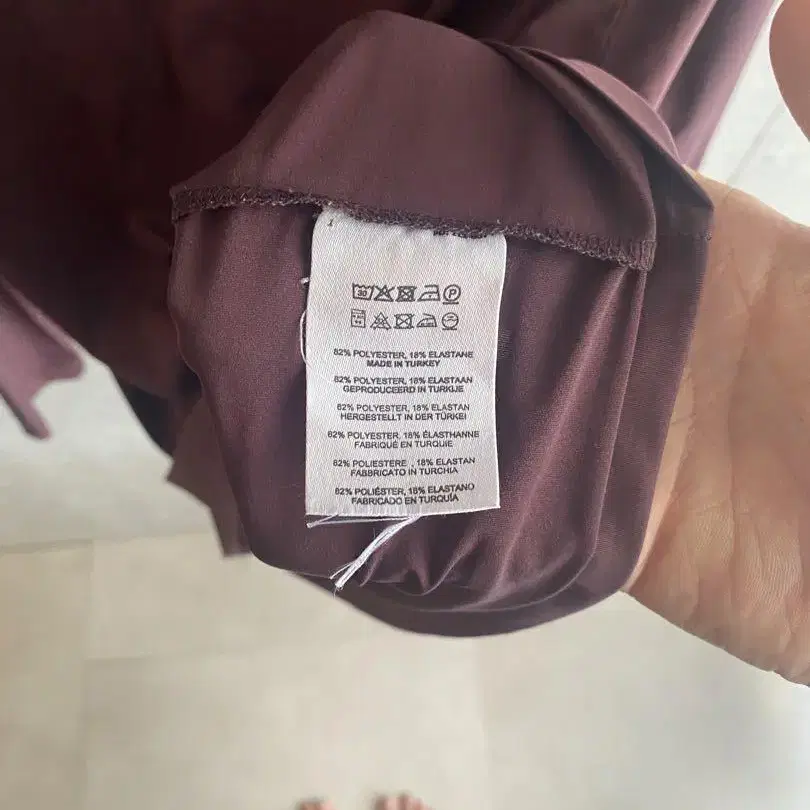 30
P
82% POLYESTER, 18% ELASTANE
MADE IN TURKEY
82% POLYESTER, 18% ELASTAAN
GEPRODUCEERD IN TURKIJE
82% POLYESTER, 18% ELASTAN
HERGESTELLT IN DER TÜRKEI
82% POLYESTER, 18% ÉLASTHANNE
FABRIQUÉ EN TURQUIE
82% POLIESTERE , 18% ELASTAN
FABBRICATO IN TURCHIA
82% POLIÉSTER, 18% ELASTANO
FABRICADO EN TURQUÍA